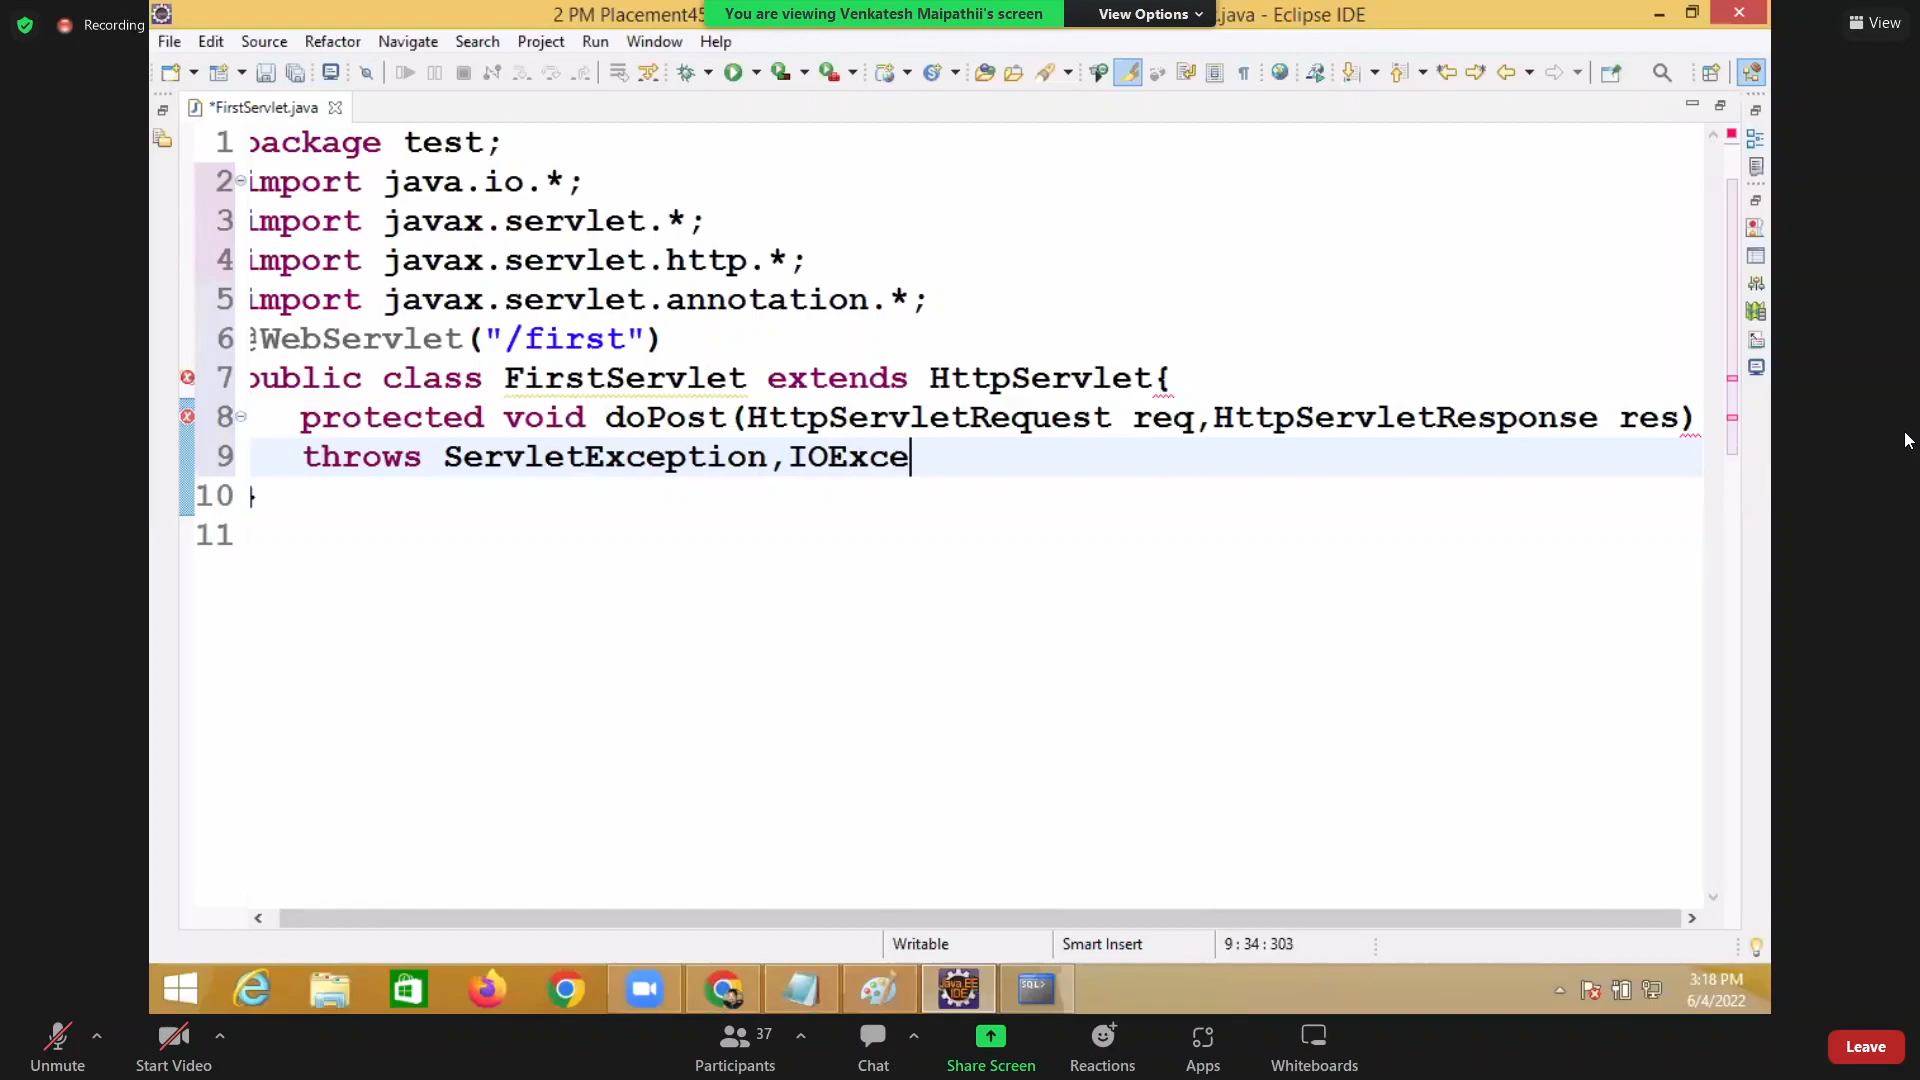 Recording
2 PM Placement45
You are viewing Venkatesh Maipathii's screen
View Options
.java - Eclipse IDE
View
File Edit Source Refactor Navigate Search Project Run Window Help
*FirstServlet.java
1 package test;
2 import java.io.*;
3 import javax.servlet.*;
4 import javax.servlet.http.*;
5 import javax.servlet.annotation.*;
6 @WebServlet("/first")
7 public class FirstServlet extends HttpServlet{
8 protected void doPost(HttpServletRequest req,HttpServletResponse res)
9 throws ServletException,IOExce
10 }
11
Writable Smart Insert 9 : 34 : 303
Java EE IDE
SQL>
3:18 PM
6/4/2022
37
Unmute Start Video Participants Chat Share Screen Reactions Apps Whiteboards Leave